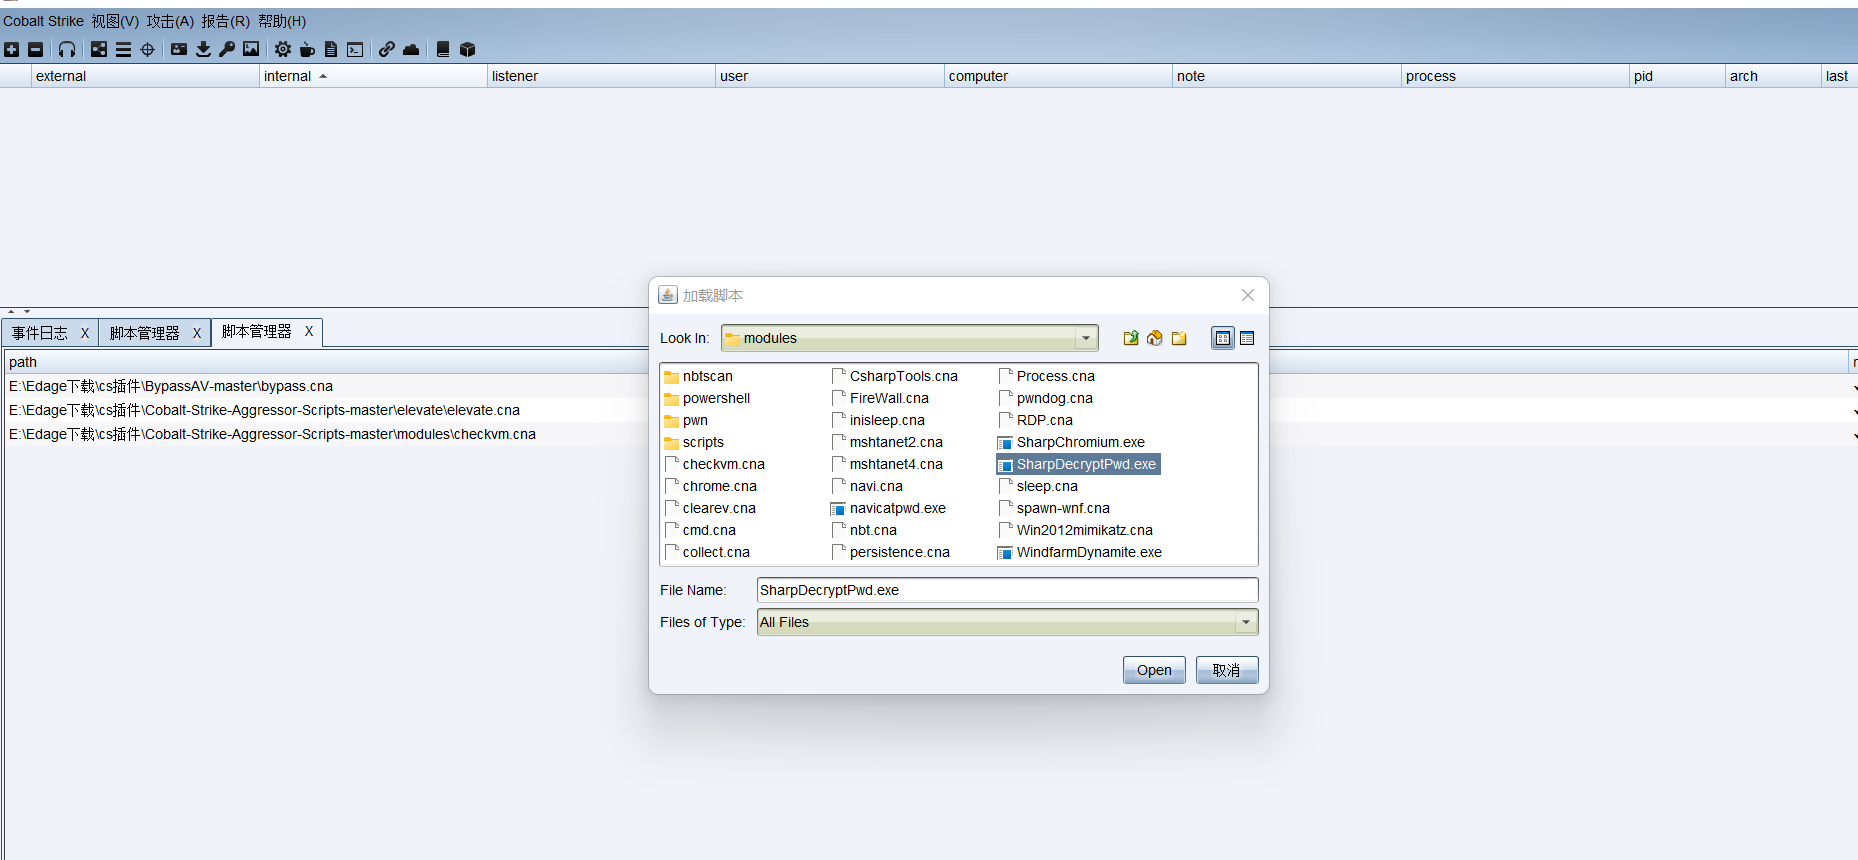 Cobalt Strike 视图(V) 攻击(A) 报告(R) 帮助(H)
external internal listener user computer note process pid arch last
事件日志 X 脚本管理器 X 脚本管理器 X
path
E:\Edage下载\cs插件\BypassAV-master\bypass.cna
E:\Edage下载\cs插件\Cobalt-Strike-Aggressor-Scripts-master\elevate\elevate.cna
E:\Edage下载\cs插件\Cobalt-Strike-Aggressor-Scripts-master\modules\checkvm.cna
加载脚本
Look In: modules
nbtscan CsharpTools.cna Process.cna
powershell FireWall.cna pwndog.cna
pwn inisleep.cna RDP.cna
scripts mshtanet2.cna SharpChromium.exe
checkvm.cna mshtanet4.cna SharpDecryptPwd.exe
chrome.cna navi.cna sleep.cna
clearev.cna navicatpwd.exe spawn-wnf.cna
cmd.cna nbt.cna Win2012mimikatz.cna
collect.cna persistence.cna WindfarmDynamite.exe
File Name: SharpDecryptPwd.exe
Files of Type: All Files
Open 取消